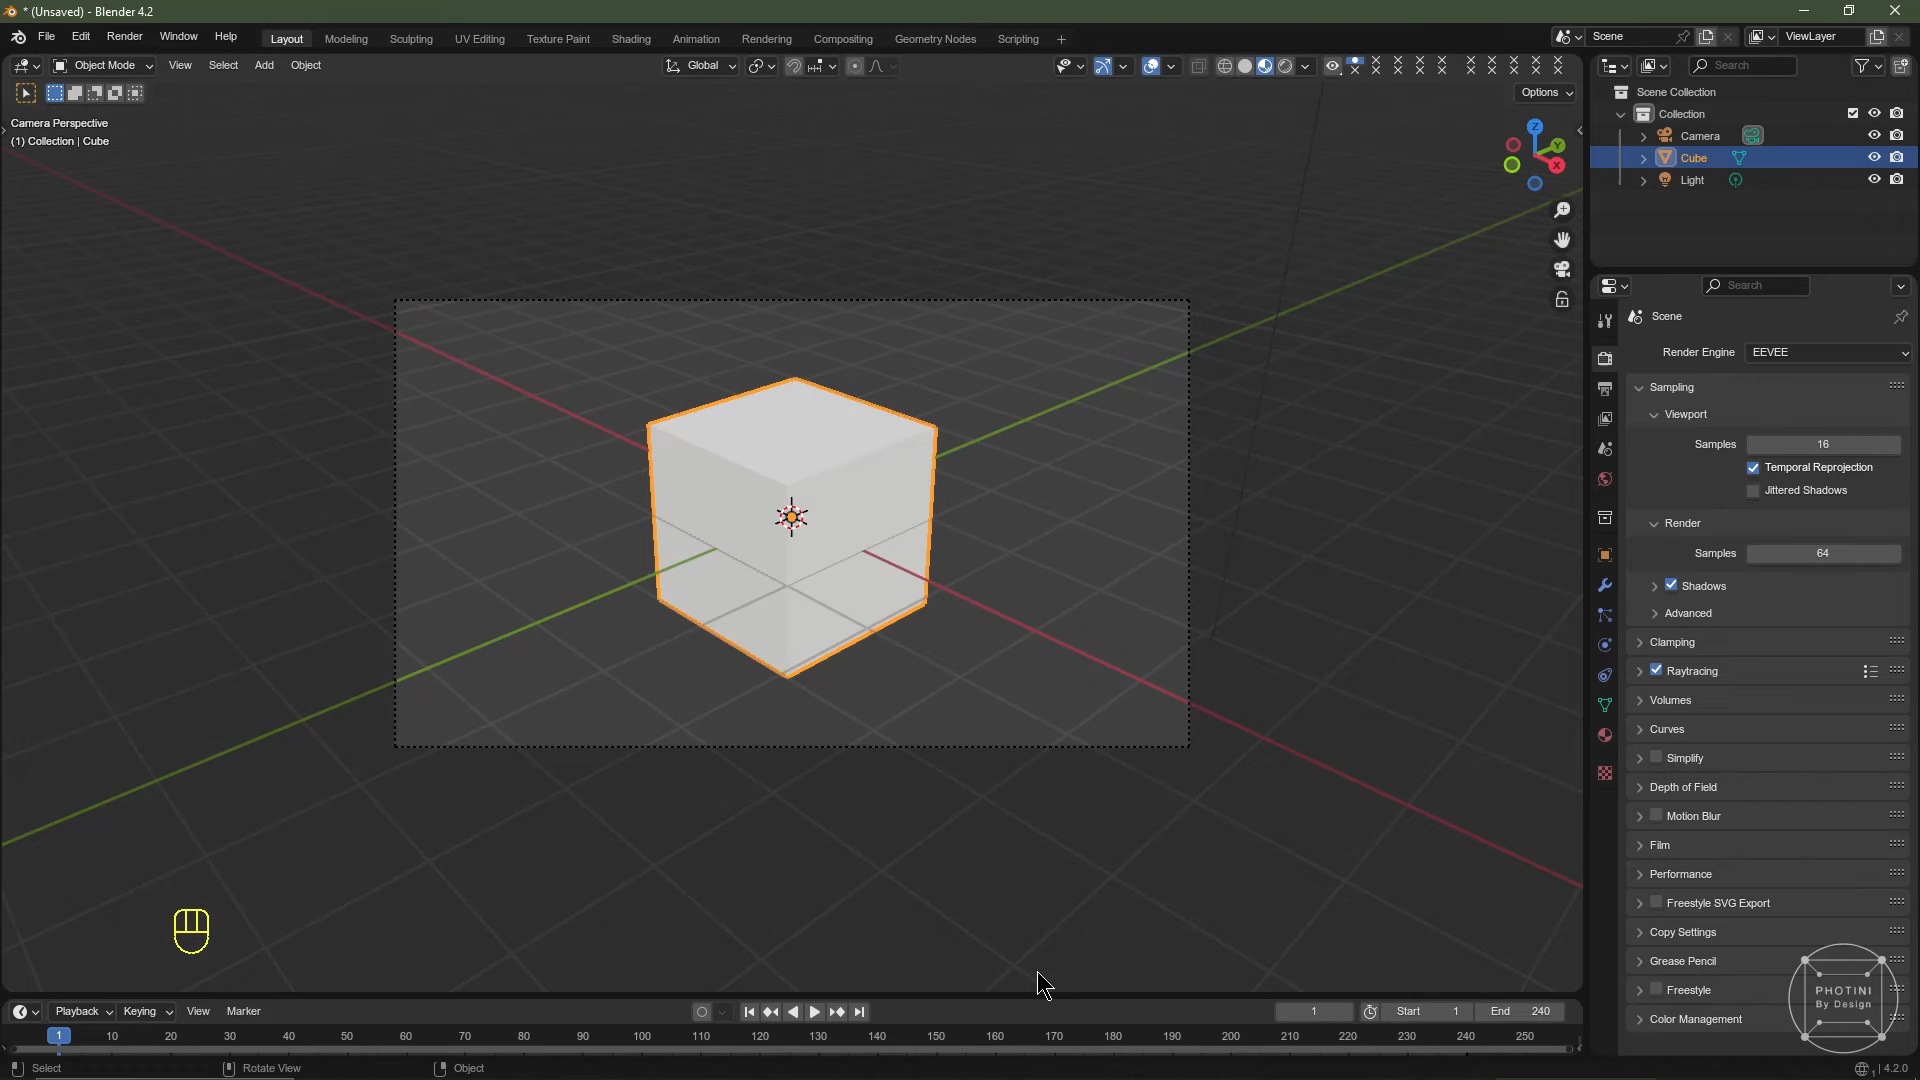 * (Unsaved) - Blender 4.2
File Edit Render Window Help Layout Modeling Sculpting UV Editing Texture Paint Shading Animation Rendering Compositing Geometry Nodes Scripting + Scene ViewLayer
Object Mode View Select Add Object Global Search
Options
Scene Collection
Collection
Camera
Cube
Light
Camera Perspective
(1) Collection | Cube
Z
Y
X
Search
Scene
Render Engine EEVEE
Sampling
Viewport
Samples 16
Temporal Reprojection
Jittered Shadows
Render
Samples 64
Shadows
Advanced
Clamping
Raytracing
Volumes
Curves
Simplify
Depth of Field
Motion Blur
Film
Performance
Freestyle SVG Export
Copy Settings
Grease Pencil
Freestyle
Color Management
PHOTINI
By Design
Playback Keying View Marker 1 Start 1 End 240
1 10 20 30 40 50 60 70 80 90 100 110 120 130 140 150 160 170 180 190 200 210 220 230 240 250
Select Rotate View Object 1 | 4.2.0